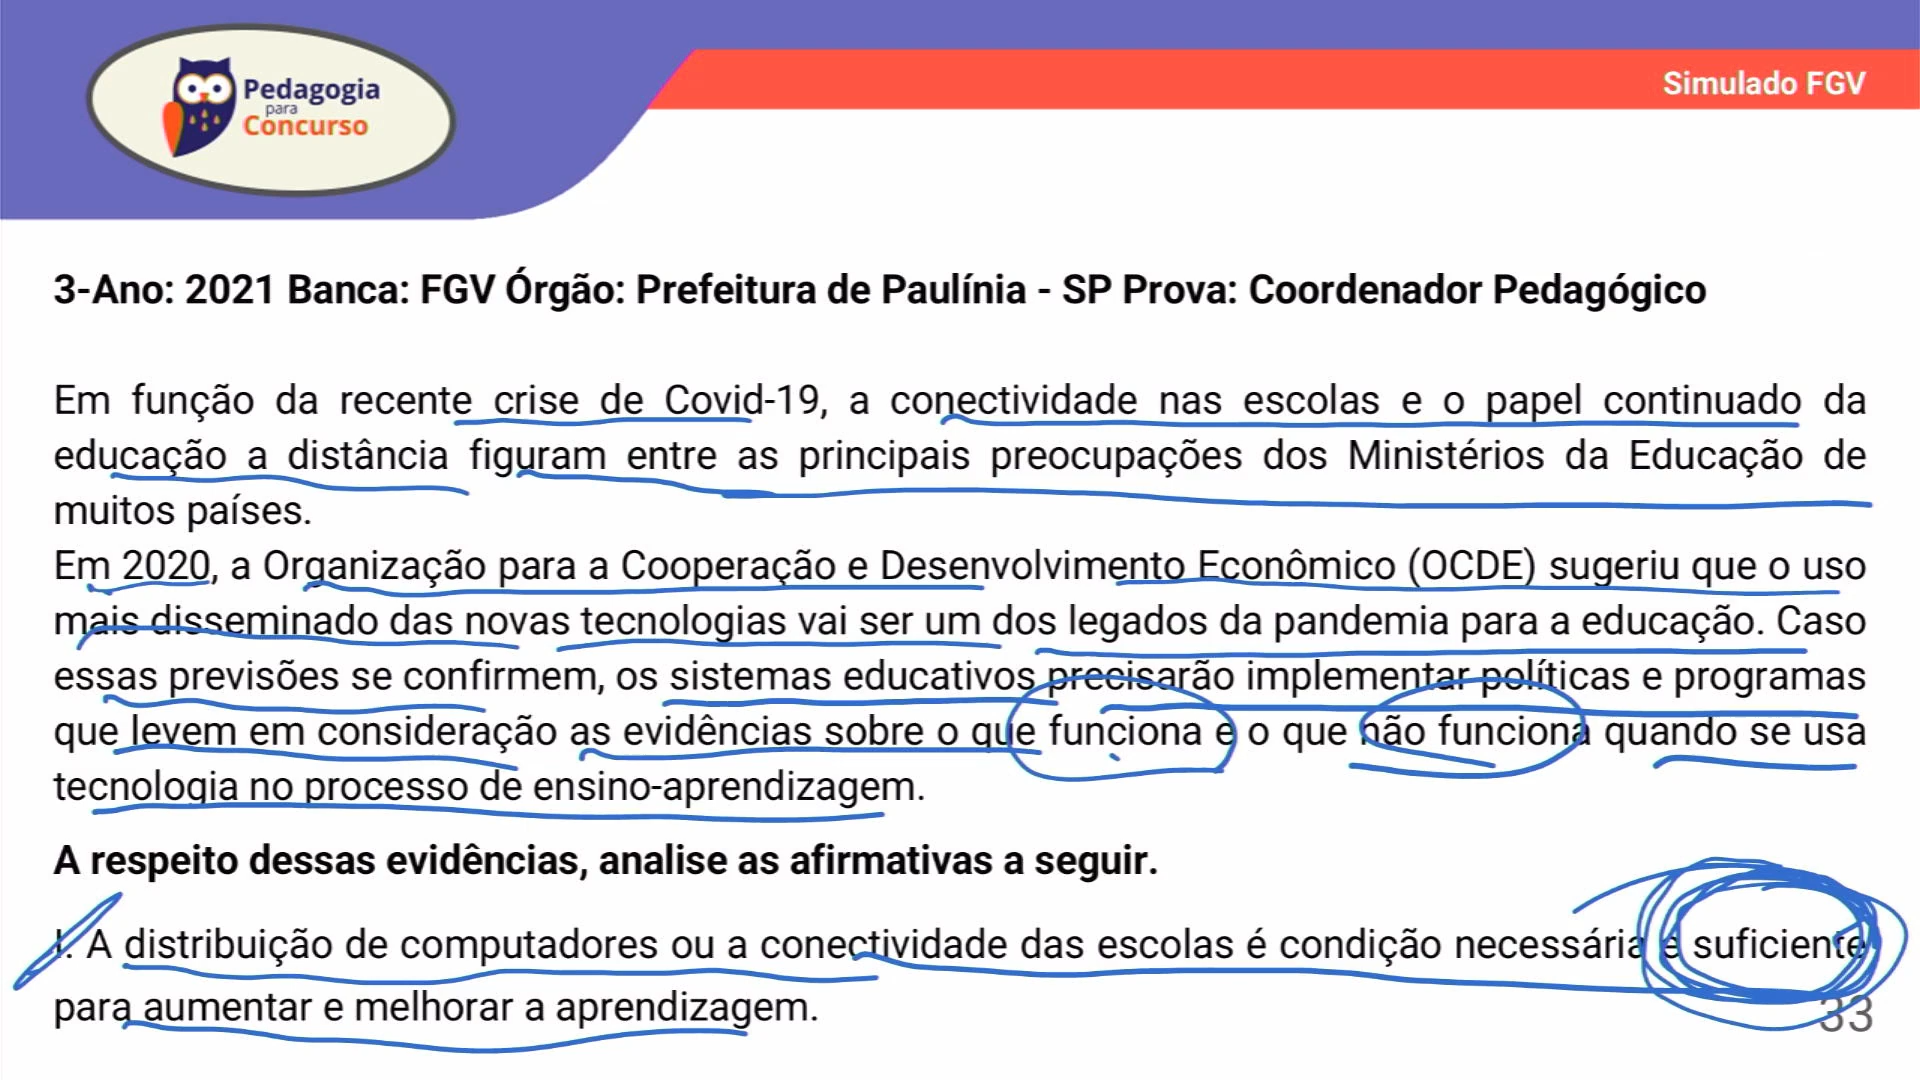 Pedagogia
para
Concurso
Simulado FGV
3-Ano: 2021 Banca: FGV Órgão: Prefeitura de Paulínia - SP Prova: Coordenador Pedagógico
Em função da recente crise de Covid-19, a conectividade nas escolas e o papel continuado da
educação a distância figuram entre as principais preocupações dos Ministérios da Educação de
muitos países.
Em 2020, a Organização para a Cooperação e Desenvolvimento Econômico (OCDE) sugeriu que o uso
mais disseminado das novas tecnologias vai ser um dos legados da pandemia para a educação. Caso
essas previsões se confirmem, os sistemas educativos precisarão implementar políticas e programas
que levem em consideração as evidências sobre o que funciona e o que não funciona quando se usa
tecnologia no processo de ensino-aprendizagem.
A respeito dessas evidências, analise as afirmativas a seguir.
I. A distribuição de computadores ou a conectividade das escolas é condição necessária e suficiente
para aumentar e melhorar a aprendizagem.
33